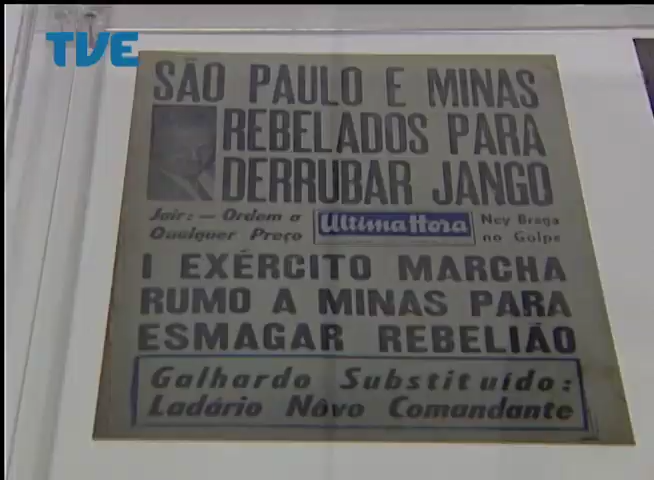 TVE
SÃO PAULO E MINAS
REBELADOS PARA
DERRUBAR JANGO
Jair: — Ordem a
Qualquer Preço
Ultima Hora
Ney Braga
no Golpe
I EXÉRCITO MARCHA
RUMO A MINAS PARA
ESMAGAR REBELIÃO
Galhardo Substituído:
Ladário Nôvo Comandante